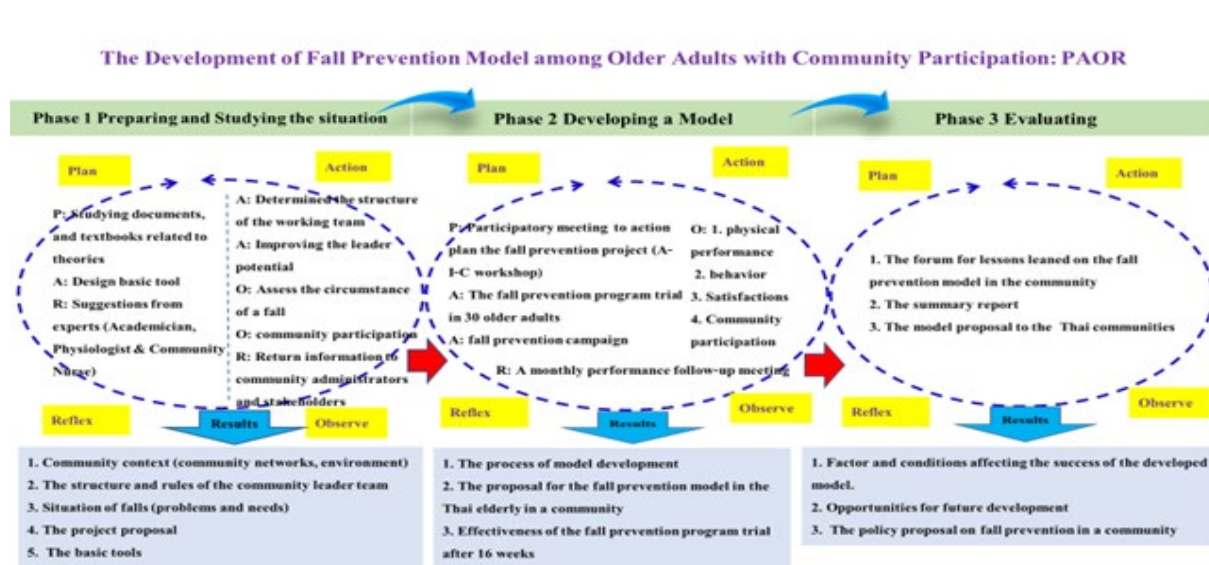 The Development of Fall Prevention Model among Older Adults with Community Participation: PAOR
Phase 1 Preparing and Studying the situation
Phase 2 Developing a Model
Phase 3 Evaluating
Plan
Action
P: Studying documents,
and textbooks related to
theories
A: Design basic tool
R: Suggestions from
experts (Academician,
Physiologist & Community
Nurse)
A: Determined the structure
of the working team
A: Improving the leader
potential
O: Assess the circumstance
of a fall
O: community participation
R: Return information to
community administrators
and stakeholders
Reflex
Results
Observe
Plan
Action
P: Participatory meeting to action
plan the fall prevention project (A-
I-C workshop)
A: The fall prevention program trial
in 30 older adults
A: fall prevention campaign
O: 1. physical
performance
2. behavior
3. Satisfactions
4. Community
participation
R: A monthly performance follow-up meeting
Reflex
Results
Observe
Plan
Action
1. The forum for lessons leaned on the fall
prevention model in the community
2. The summary report
3. The model proposal to the Thai communities
Reflex
Results
Observe
1. Community context (community networks, environment)
2. The structure and rules of the community leader team
3. Situation of falls (problems and needs)
4. The project proposal
5. The basic tools
1. The process of model development
2. The proposal for the fall prevention model in the
Thai elderly in a community
3. Effectiveness of the fall prevention program trial
after 16 weeks
1. Factor and conditions affecting the success of the developed
model.
2. Opportunities for future development
3. The policy proposal on fall prevention in a community